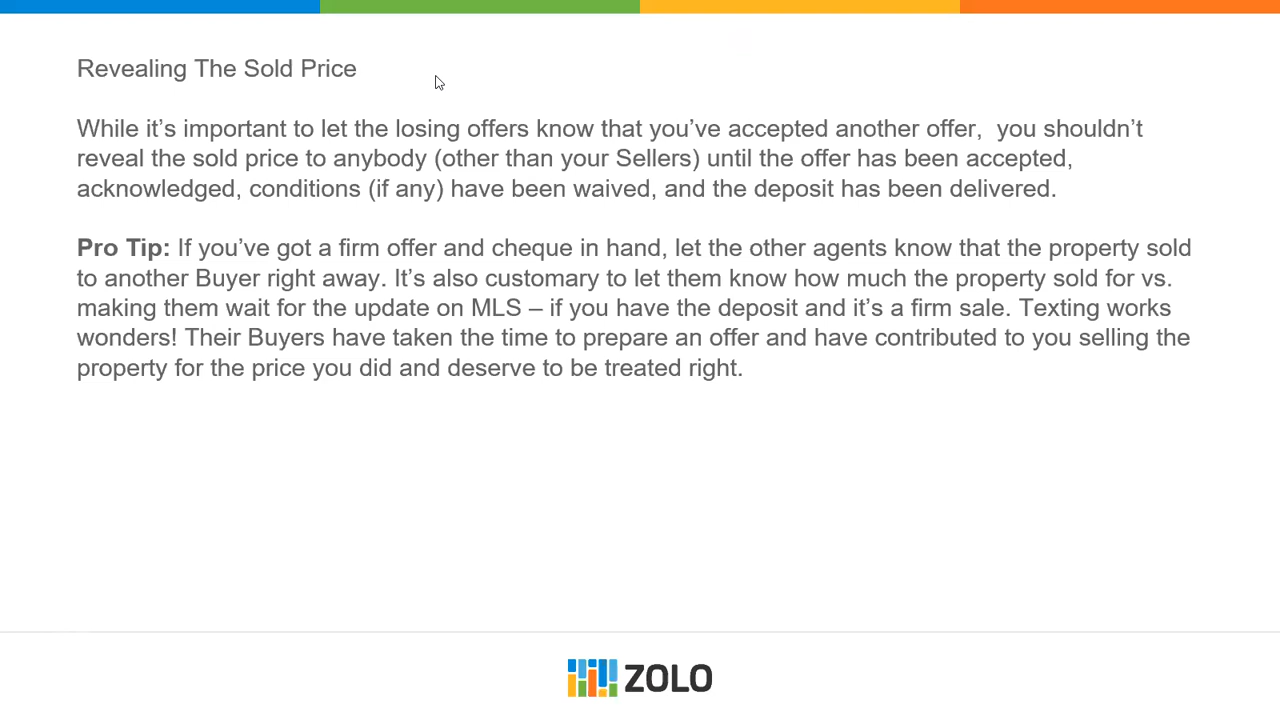 Revealing The Sold Price
While it’s important to let the losing offers know that you’ve accepted another offer,  you shouldn’t
reveal the sold price to anybody (other than your Sellers) until the offer has been accepted,
acknowledged, conditions (if any) have been waived, and the deposit has been delivered.
Pro Tip: If you’ve got a firm offer and cheque in hand, let the other agents know that the property sold
to another Buyer right away. It’s also customary to let them know how much the property sold for vs.
making them wait for the update on MLS – if you have the deposit and it’s a firm sale. Texting works
wonders! Their Buyers have taken the time to prepare an offer and have contributed to you selling the
property for the price you did and deserve to be treated right.
ZOLO